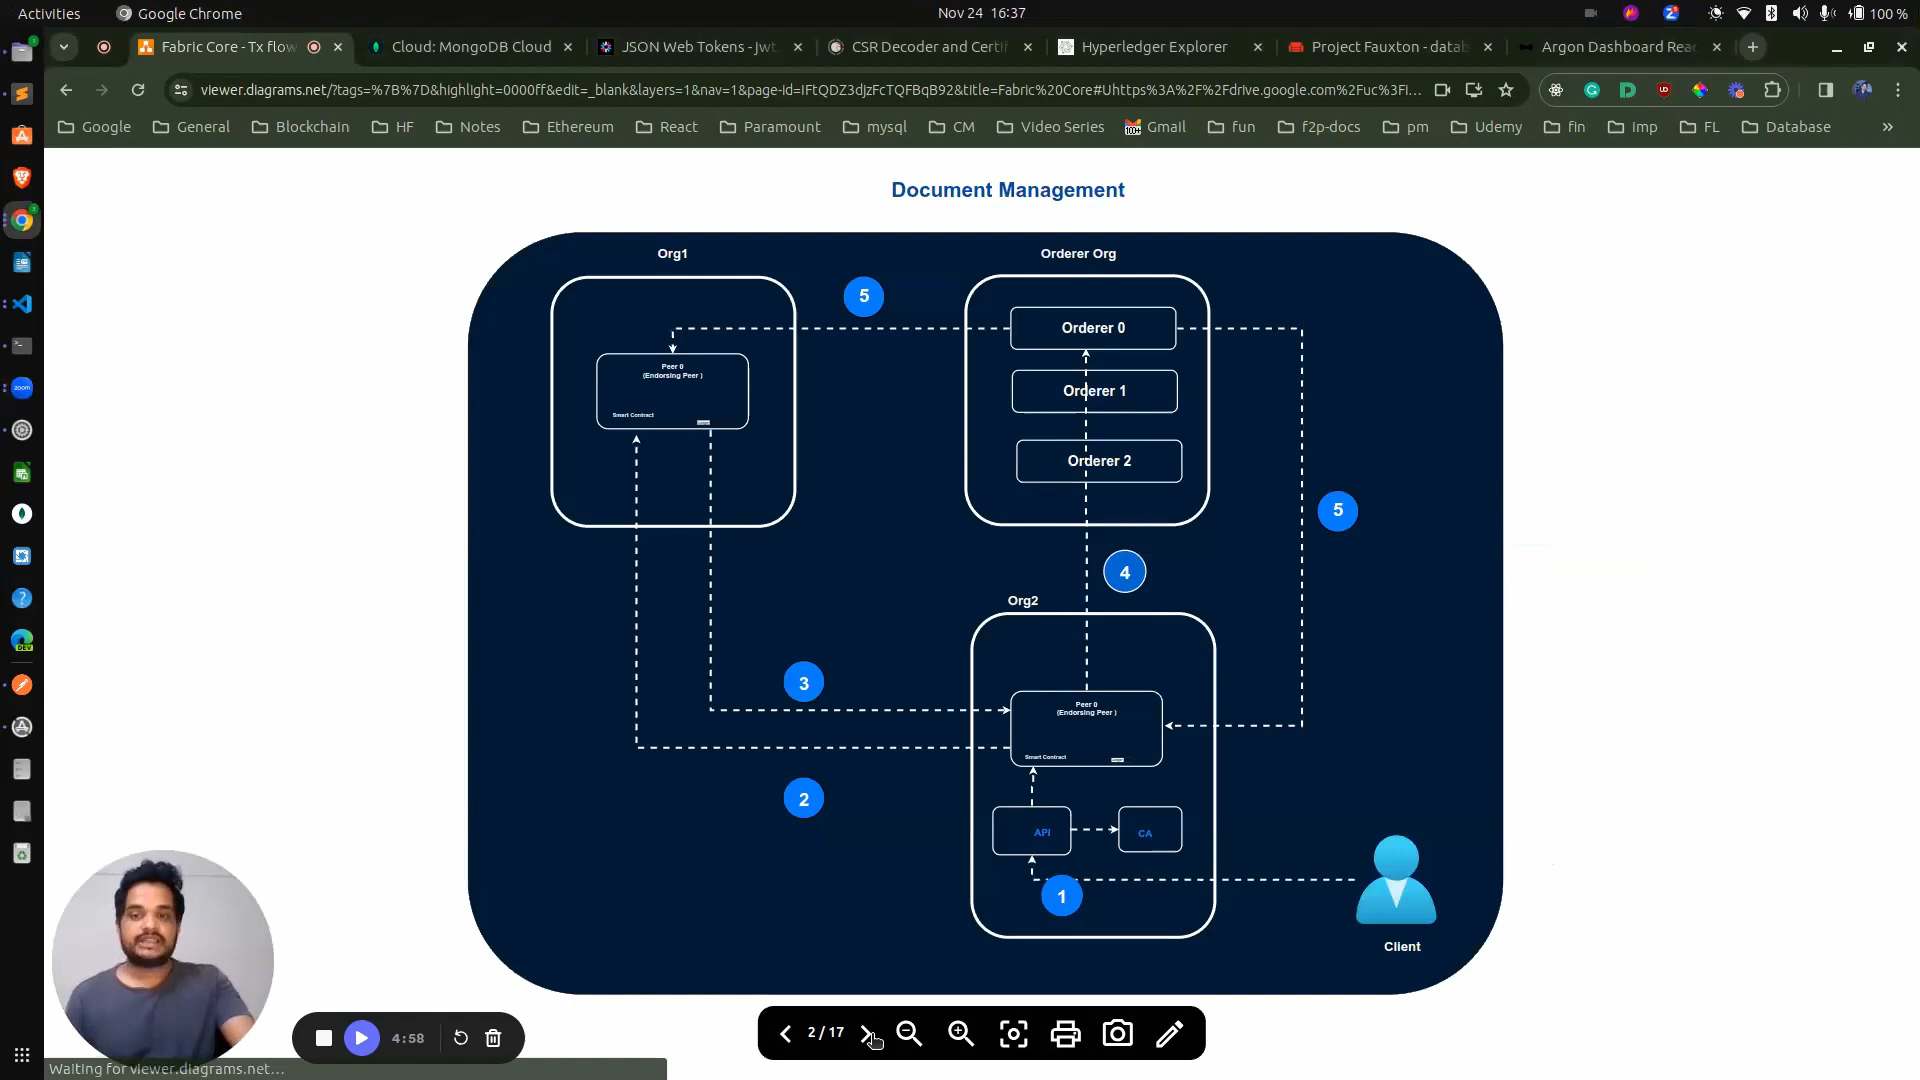 Activities
Google Chrome
Nov 24 16:37
100 %
Fabric Core - Tx flow
Cloud: MongoDB Cloud
JSON Web Tokens - jwt
CSR Decoder and Certif
Hyperledger Explorer
Project Fauxton - datab
Argon Dashboard Rea
viewer.diagrams.net/?tags=%7B%7D&highlight=0000ff&edit=_blank&layers=1&nav=1&page-id=IFtQDZ3djzFcTQFBqB92&title=Fabric%20Core#Uhttps%3A%2F%2Fdrive.google.com%2Fuc%3Fi...
Google
General
Blockchain
HF
Notes
Ethereum
React
Paramount
mysql
CM
Video Series
Gmail
fun
f2p-docs
pm
Udemy
fin
Imp
FL
Database
Document Management
Org1
Orderer Org
5
Orderer 0
Peer 0
(Endorsing Peer )
Smart Contract
Orderer 1
Orderer 2
5
4
Org2
3
Peer 0
(Endorsing Peer )
Smart Contract
2
API
CA
1
Client
2 / 17
4:58
Waiting for viewer.diagrams.net...
zoom
DEV